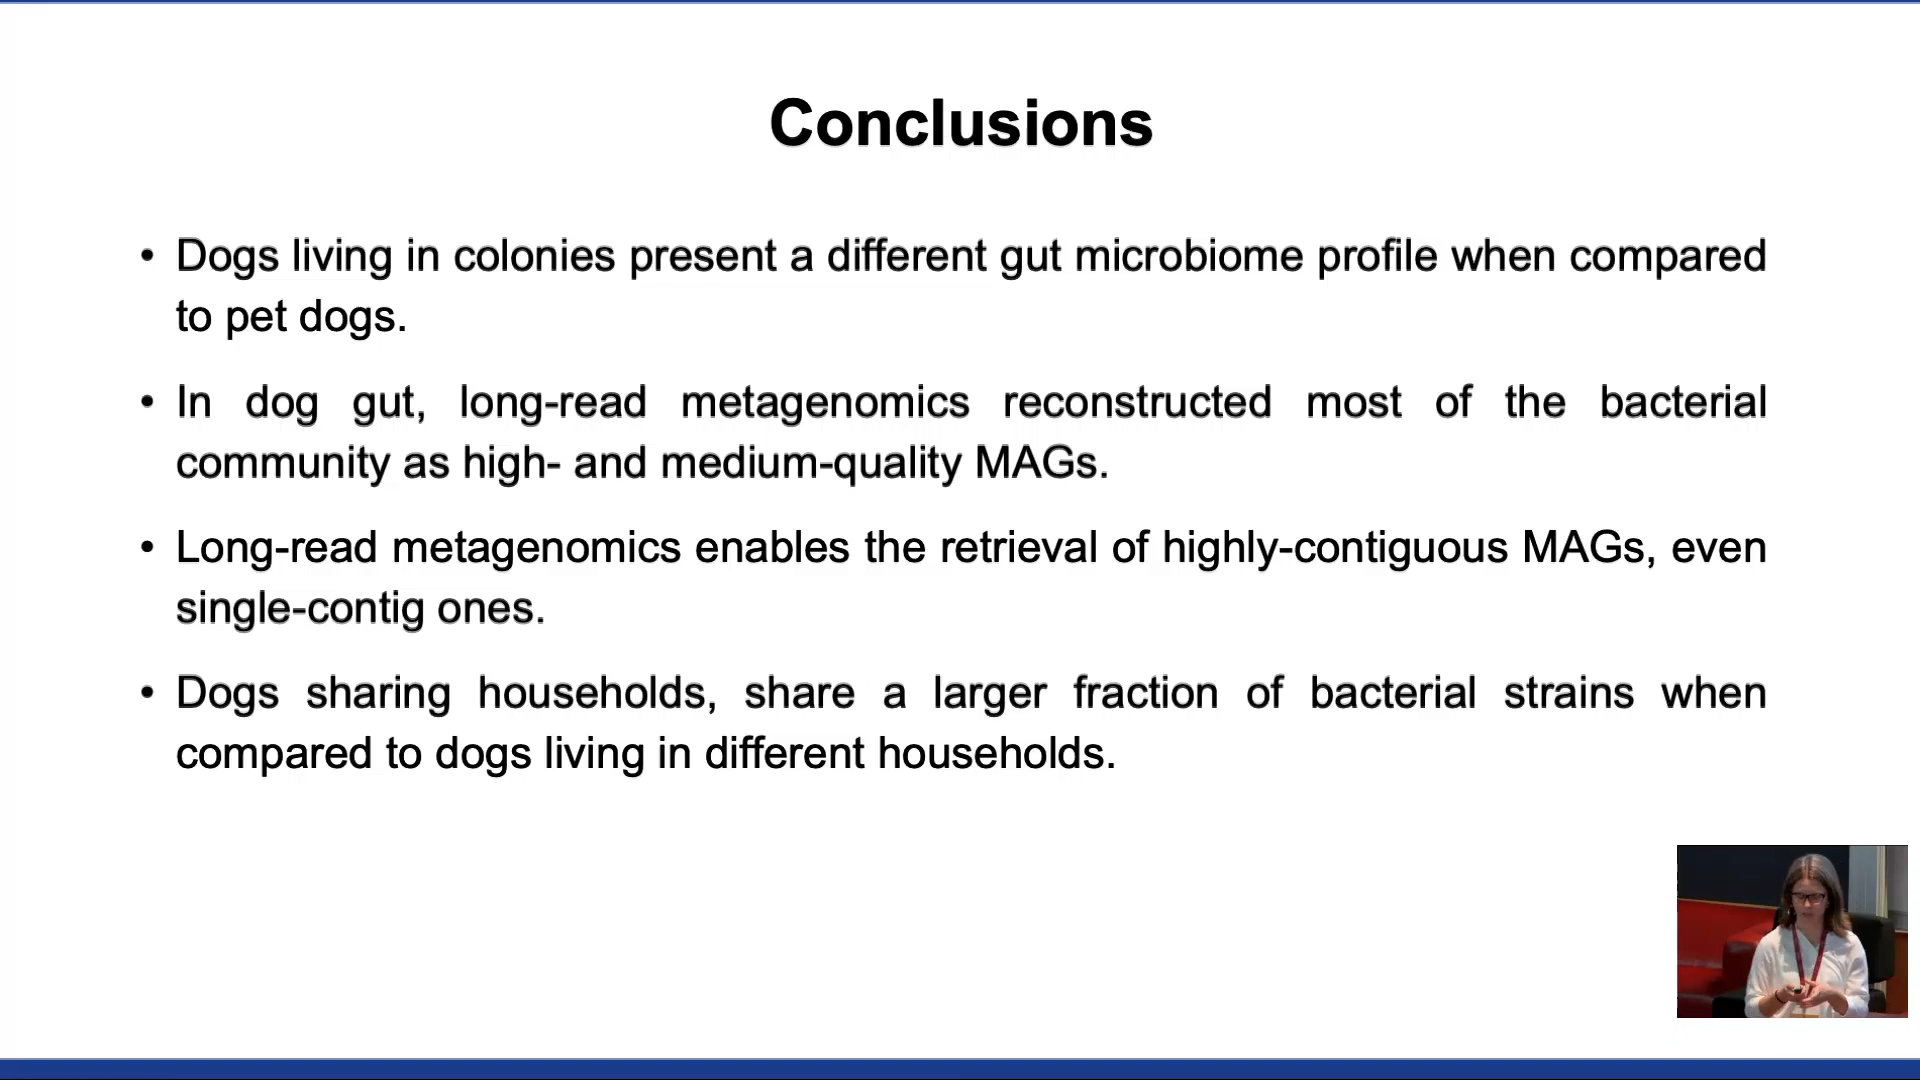 Conclusions
• Dogs living in colonies present a different gut microbiome profile when compared
to pet dogs.
• In dog gut, long-read metagenomics reconstructed most of the bacterial
community as high- and medium-quality MAGs.
• Long-read metagenomics enables the retrieval of highly-contiguous MAGs, even
single-contig ones.
• Dogs sharing households, share a larger fraction of bacterial strains when
compared to dogs living in different households.